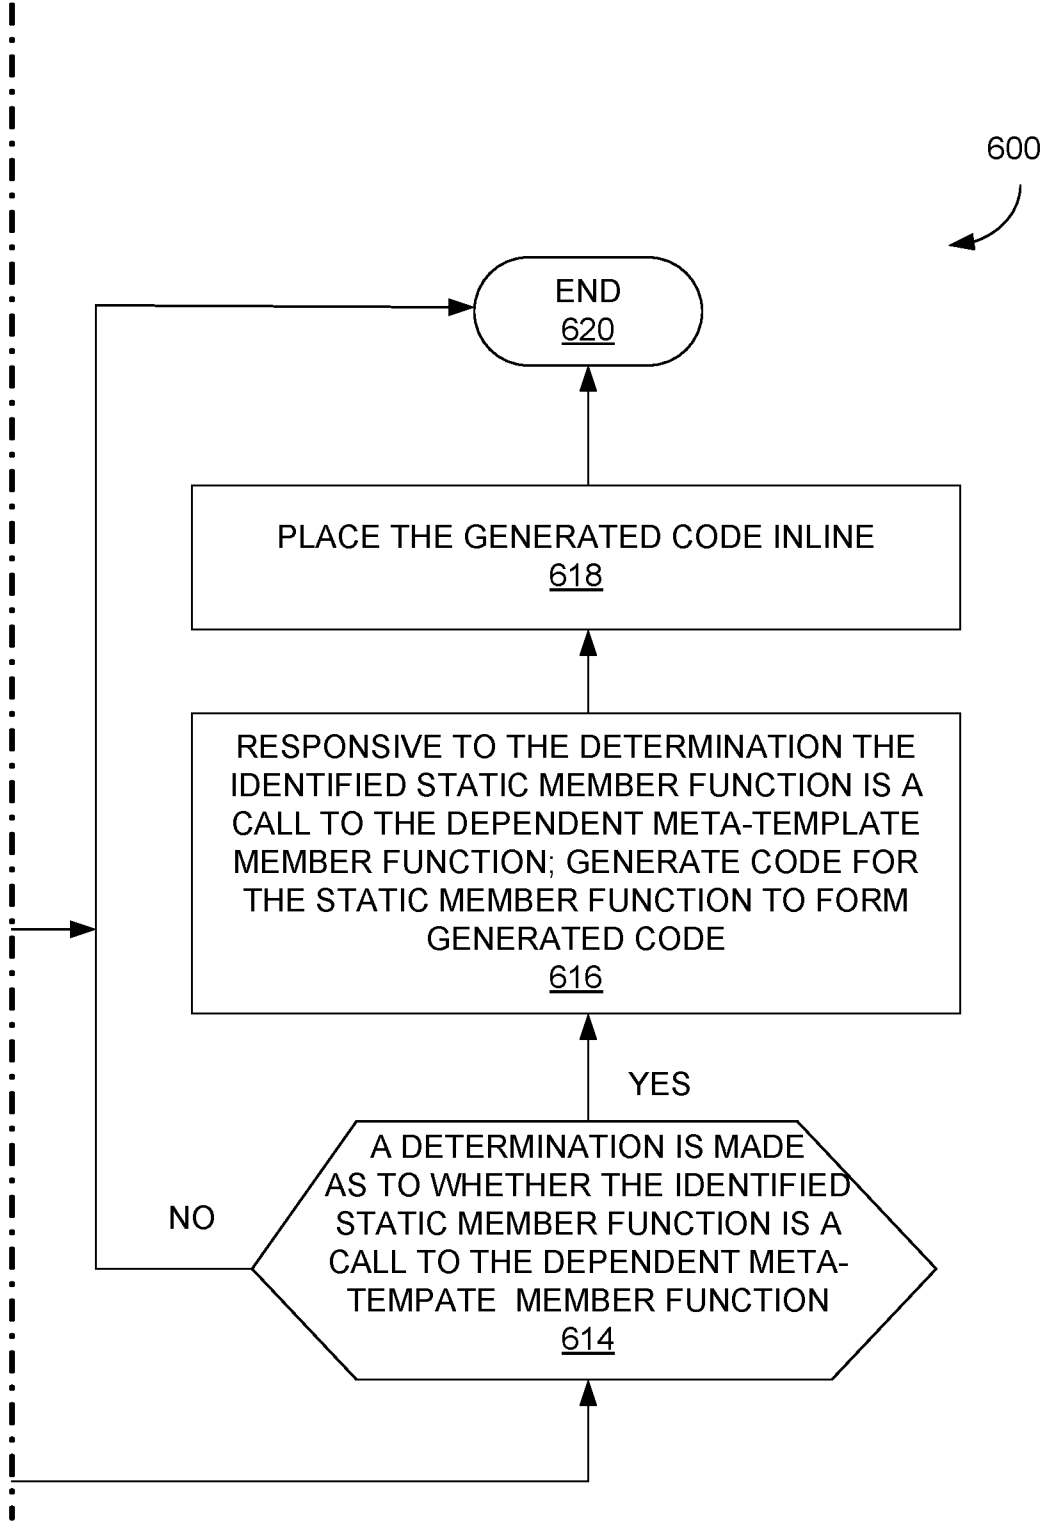 600
END
620
PLACE THE GENERATED CODE INLINE
618
RESPONSIVE TO THE DETERMINATION THE
IDENTIFIED STATIC MEMBER FUNCTION IS A
CALL TO THE DEPENDENT META-TEMPLATE
MEMBER FUNCTION; GENERATE CODE FOR
THE STATIC MEMBER FUNCTION TO FORM
GENERATED CODE
616
YES
A DETERMINATION IS MADE
AS TO WHETHER THE IDENTIFIED
STATIC MEMBER FUNCTION IS A
CALL TO THE DEPENDENT META-
TEMPATE MEMBER FUNCTION
614
NO